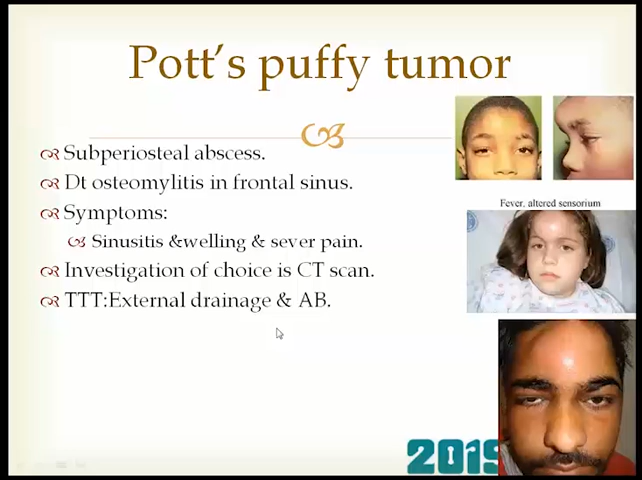 Pott's puffy tumor
Subperiosteal abscess.
Dt osteomylitis in frontal sinus.
Symptoms:
Sinusitis &welling & sever pain.
Investigation of choice is CT scan.
TTT:External drainage & AB.
Fever, altered sensorium
2019